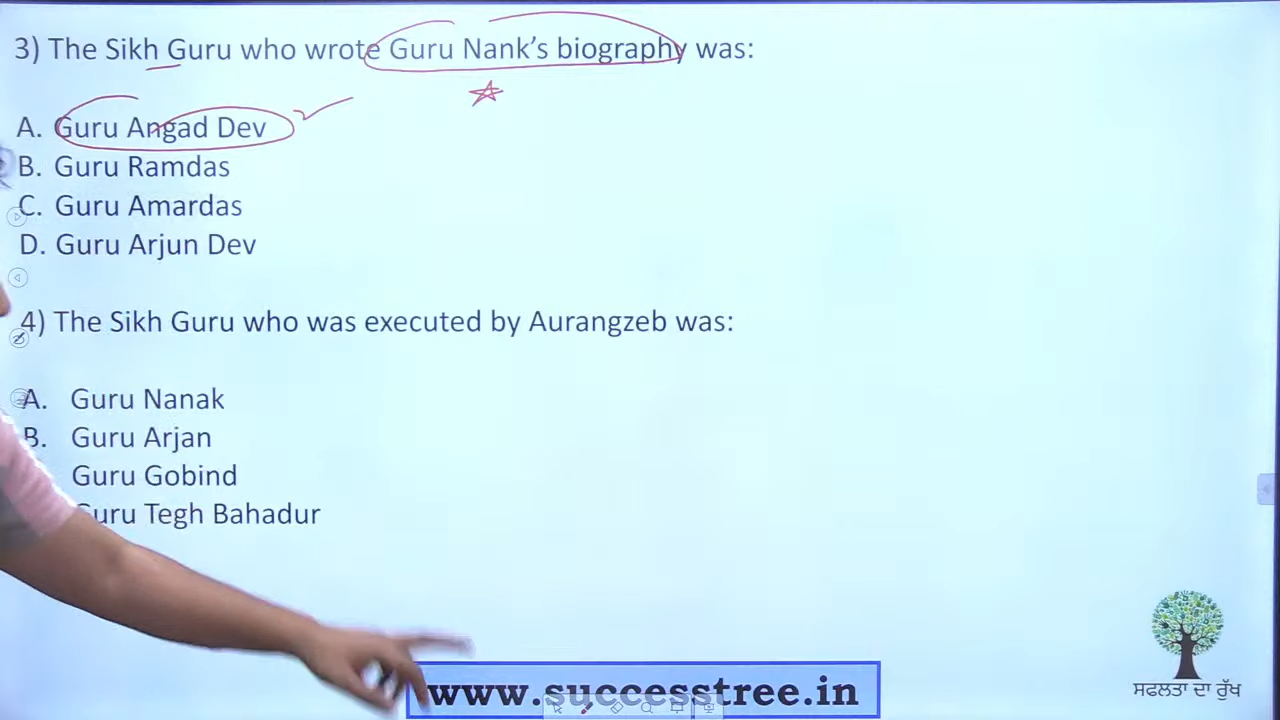 3) The Sikh Guru who wrote Guru Nank's biography was:
A. Guru Angad Dev
B. Guru Ramdas
C. Guru Amardas
D. Guru Arjun Dev
4) The Sikh Guru who was executed by Aurangzeb was:
A. Guru Nanak
B. Guru Arjan
Guru Gobind
Guru Tegh Bahadur
ਸਫਲਤਾ ਦਾ ਰੁੱਖ
www.successtree.in